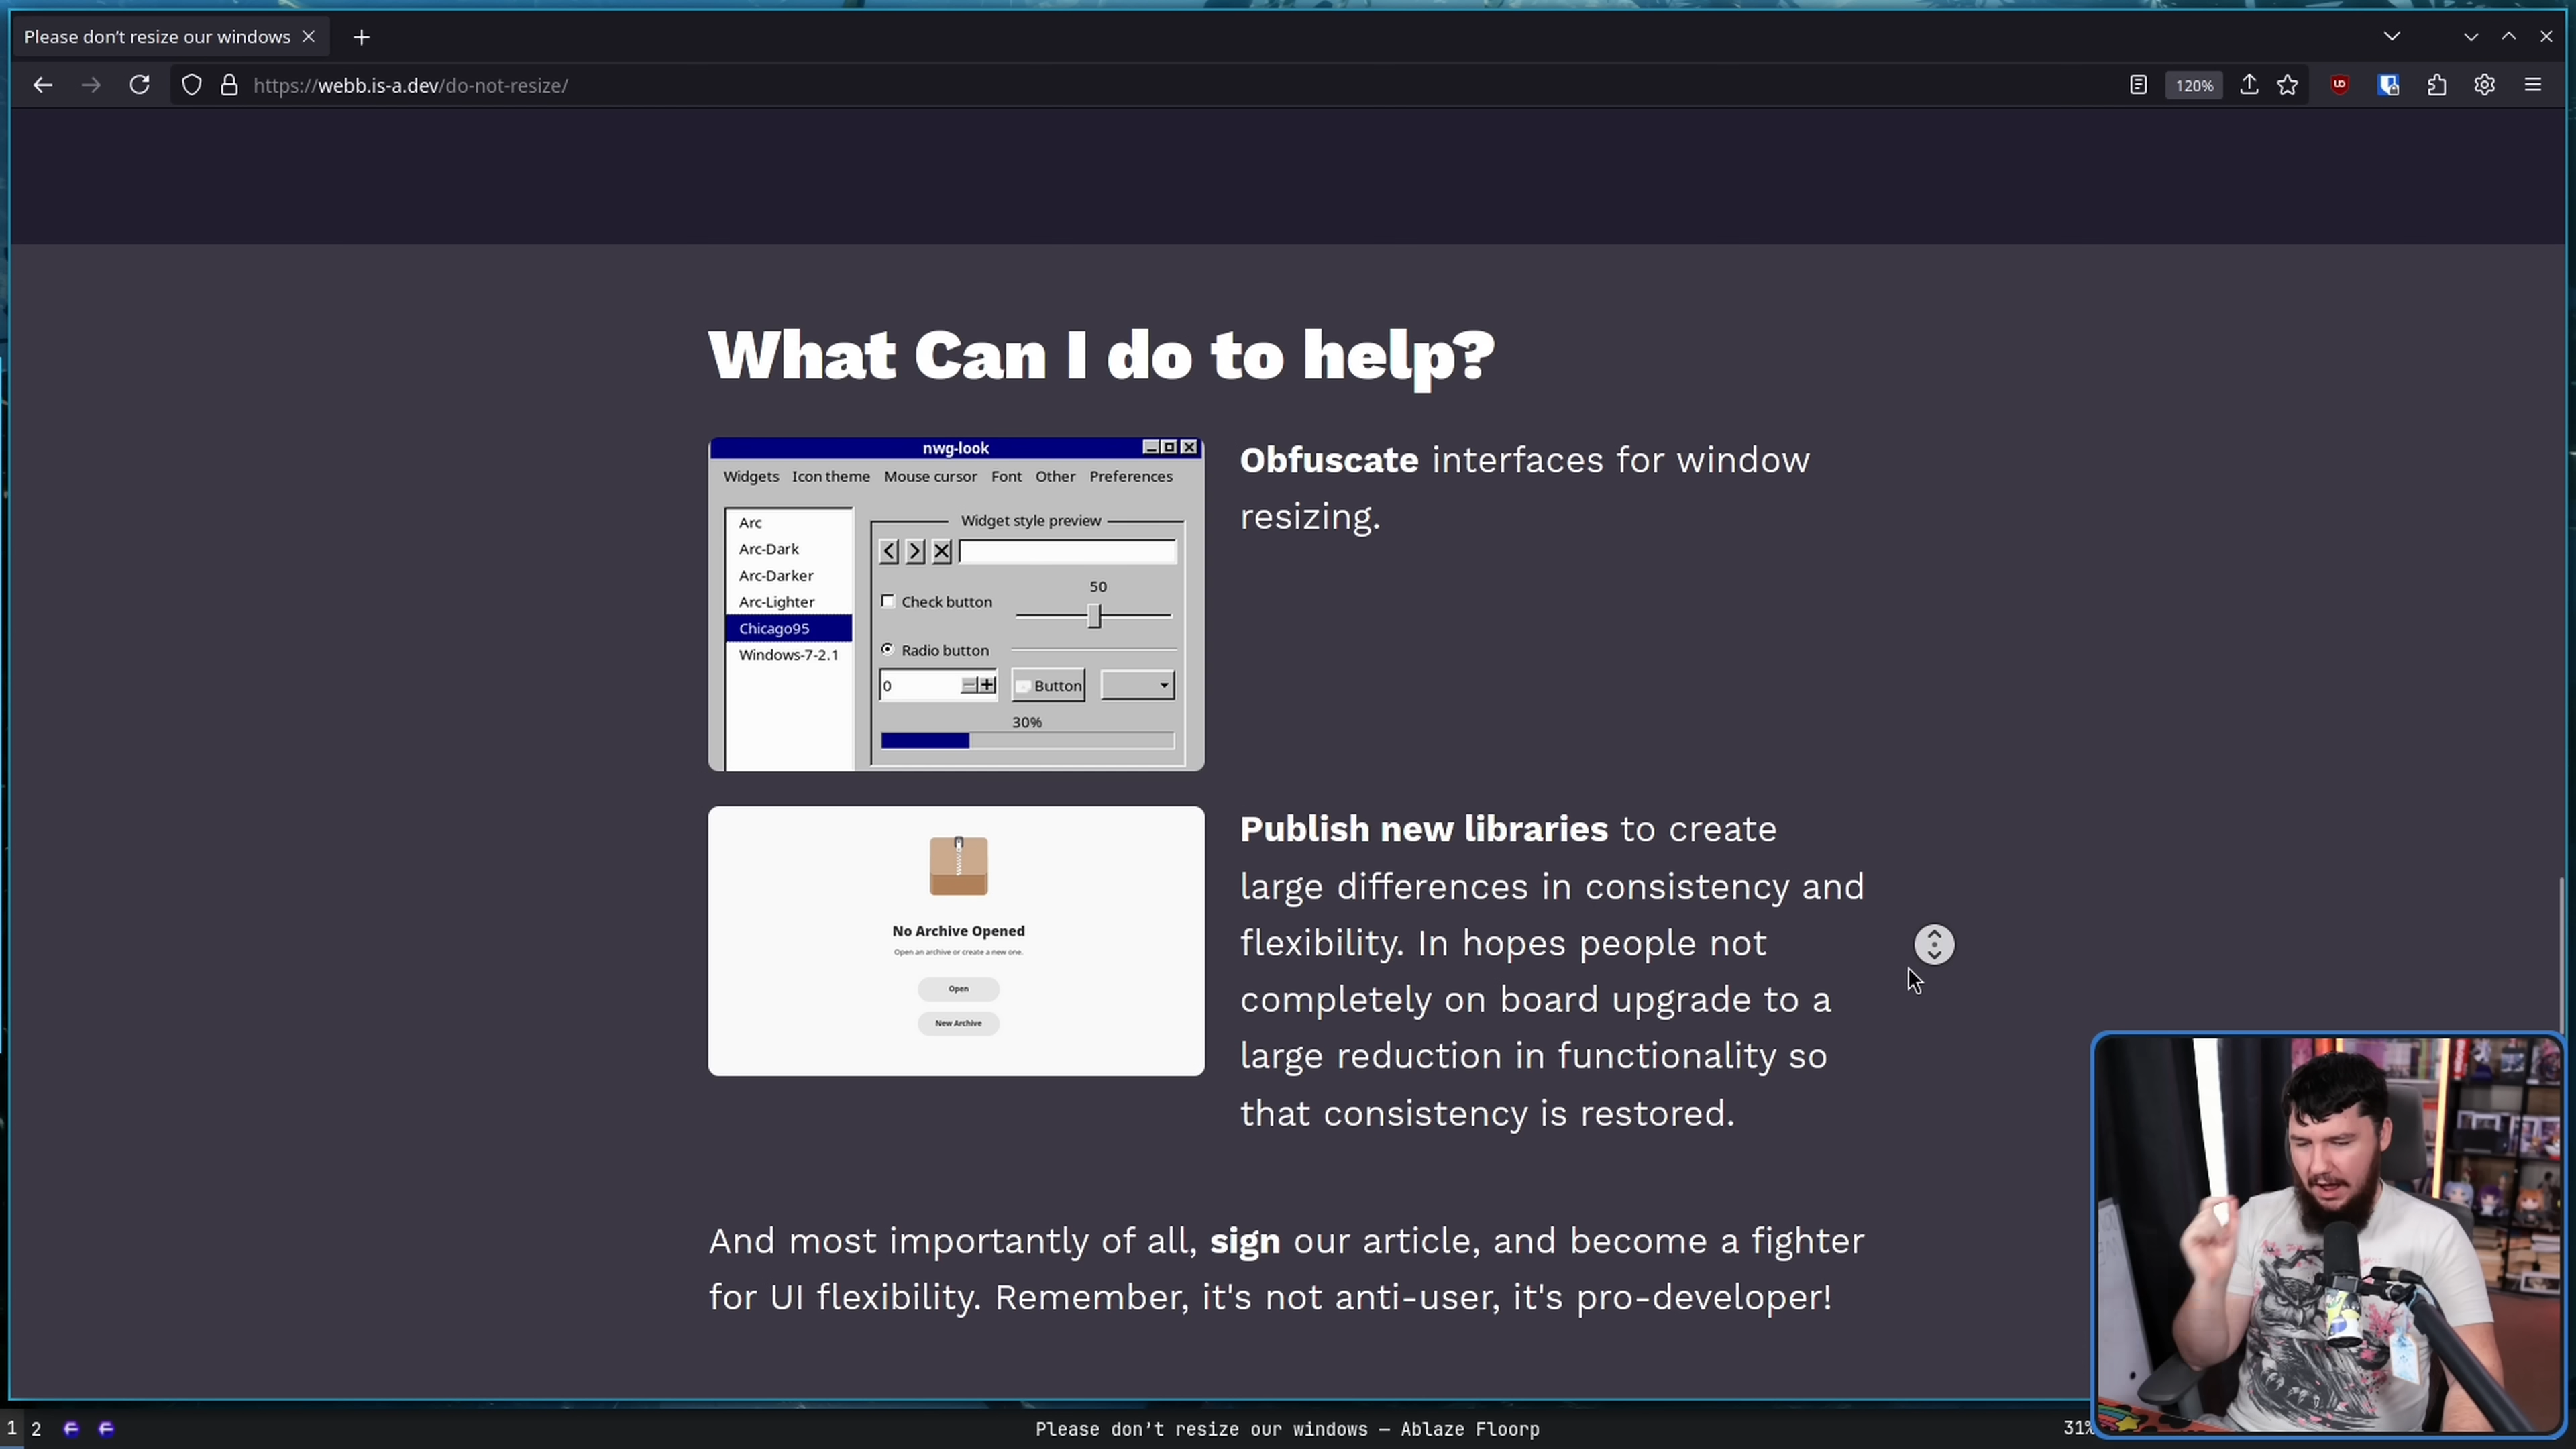 Please don't resize our windows
https://webb.is-a.dev/do-not-resize/
120%
What Can I do to help?
nwg-look
Widgets Icon theme Mouse cursor Font Other Preferences
Arc
Arc-Dark
Arc-Darker
Arc-Lighter
Chicago95
Windows-7-2.1
Widget style preview
50
Check button
Radio button
0
Button
30%
Obfuscate interfaces for window
resizing.
No Archive Opened
Open an archive or create a new one.
Open
New Archive
Publish new libraries to create
large differences in consistency and
flexibility. In hopes people not
completely on board upgrade to a
large reduction in functionality so
that consistency is restored.
And most importantly of all, sign our article, and become a fighter
for UI flexibility. Remember, it's not anti-user, it's pro-developer!
1 2
Please don’t resize our windows — Ablaze Floorp
31%